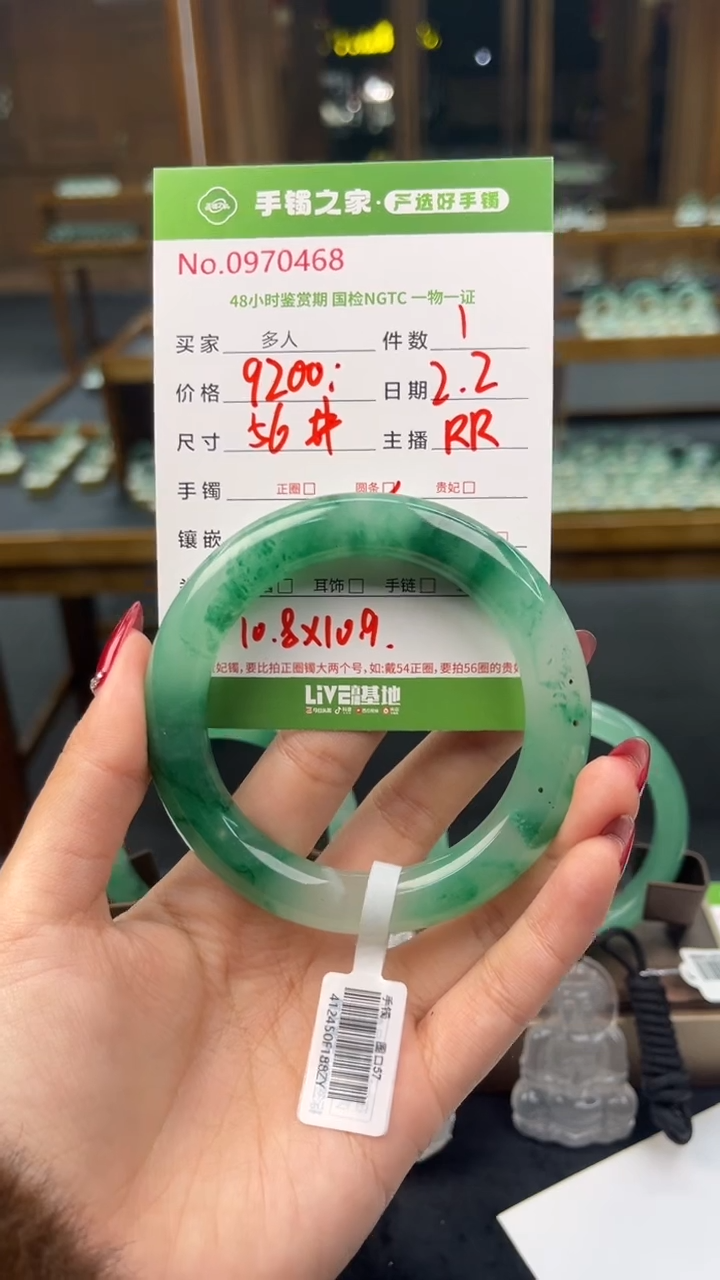 手镯之家·严选好手镯
No.0970468
48小时鉴赏期 国检NGTC 一物一证
买家 多人 件数 1
价格 9200: 日期 2.2
尺寸 56# 主播 RR
手镯 正圈□ 圆条□ 贵妃□
镶嵌
耳饰□ 手链□
10.8X10.9.
妃镯,要比拍正圈镯大两个号,如:戴54正圈,要拍56圈的贵妃
LiVE 基地
手镯 圈口57